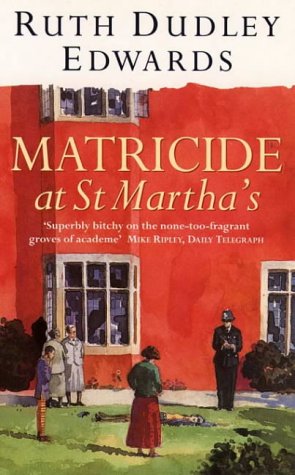 RUTH DUDLEY
EDWARDS
MATRICIDE
at St Martha's
'Superbly bitchy on the none-too-fragrant
groves of academe' MIKE RIPLEY, DAILY TELEGRAPH